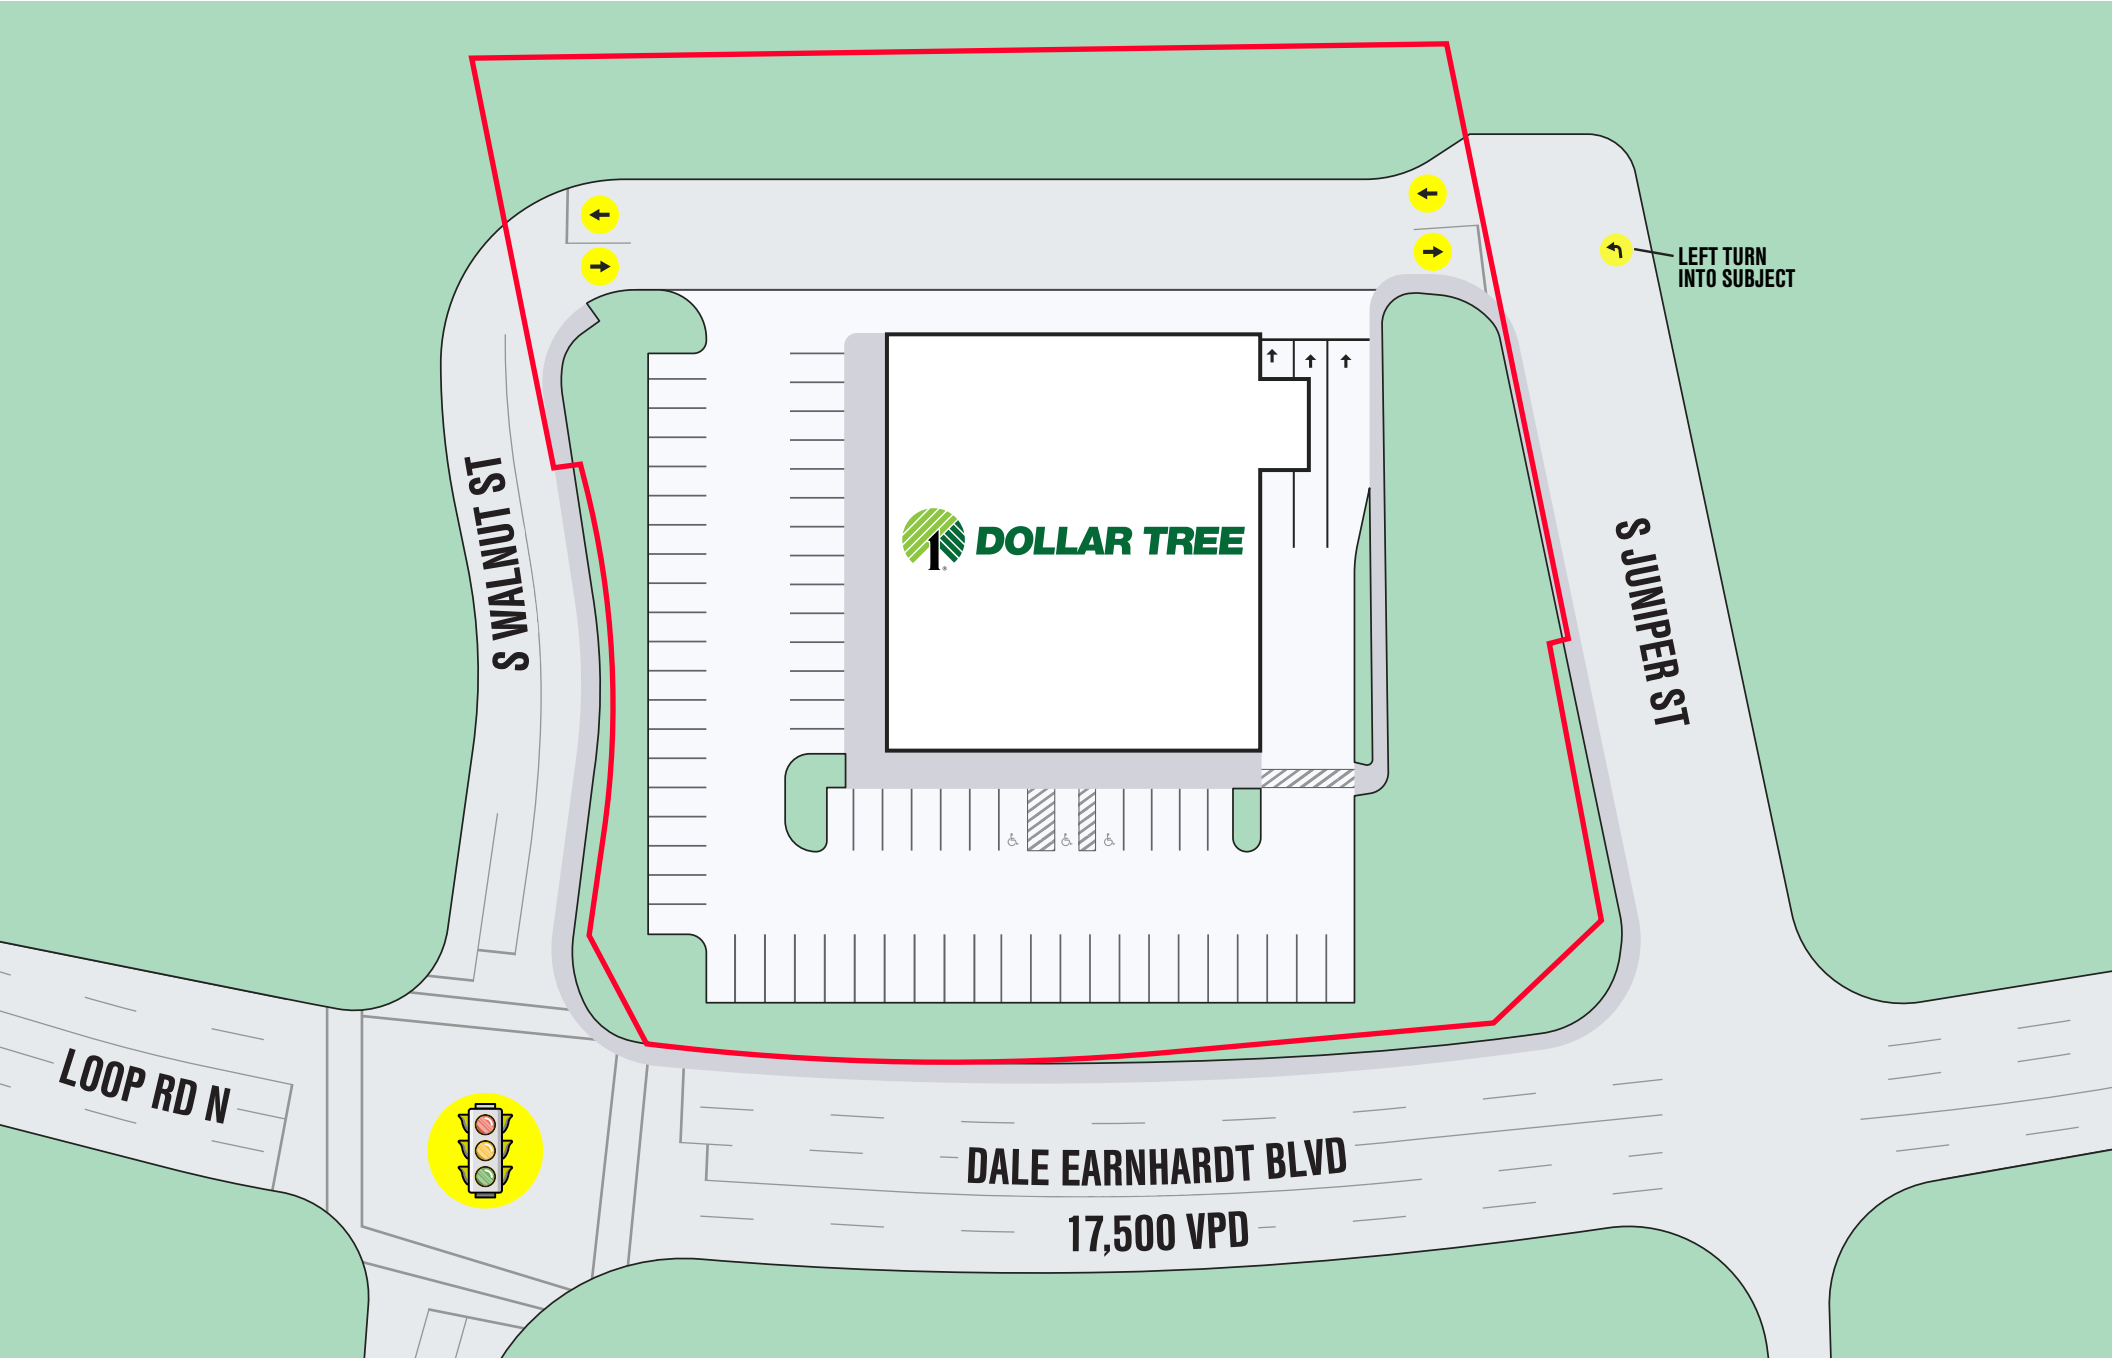 LEFT TURN
INTO SUBJECT
S WALNUT ST
DOLLAR TREE
®
S JUNIPER ST
LOOP RD N
DALE EARNHARDT BLVD
17,500 VPD